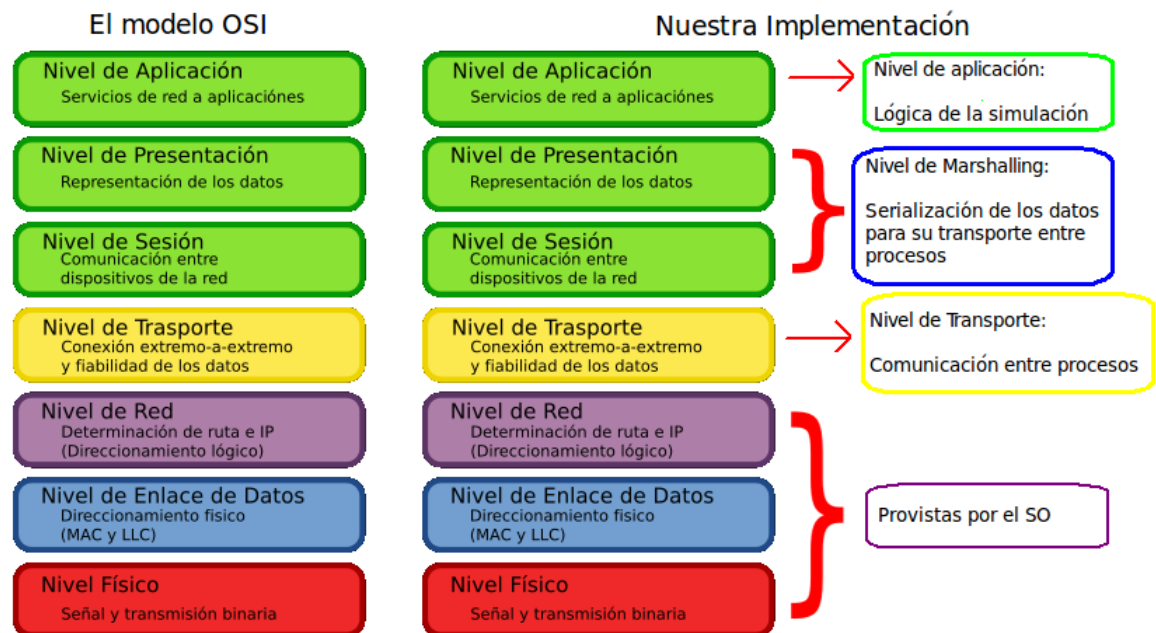 El modelo OSI
Nivel de Aplicación
Servicios de red a aplicaciónes
Nivel de Presentación
Representación de los datos
Nivel de Sesión
Comunicación entre
dispositivos de la red
Nivel de Trasporte
Conexión extremo-a-extremo
y fiabilidad de los datos
Nivel de Red
Determinación de ruta e IP
(Direccionamiento lógico)
Nivel de Enlace de Datos
Direccionamiento fisico
(MAC y LLC)
Nivel Físico
Señal y transmisión binaria
Nuestra Implementación
Nivel de Aplicación
Servicios de red a aplicaciónes
Nivel de Presentación
Representación de los datos
Nivel de Sesión
Comunicación entre
dispositivos de la red
Nivel de Trasporte
Conexión extremo-a-extremo
y fiabilidad de los datos
Nivel de Red
Determinación de ruta e IP
(Direccionamiento lógico)
Nivel de Enlace de Datos
Direccionamiento fisico
(MAC y LLC)
Nivel Físico
Señal y transmisión binaria
Nivel de aplicación:
Lógica de la simulación
Nivel de Marshalling:
Serialización de los datos
para su transporte entre
procesos
Nivel de Transporte:
Comunicación entre procesos
Provistas por el SO